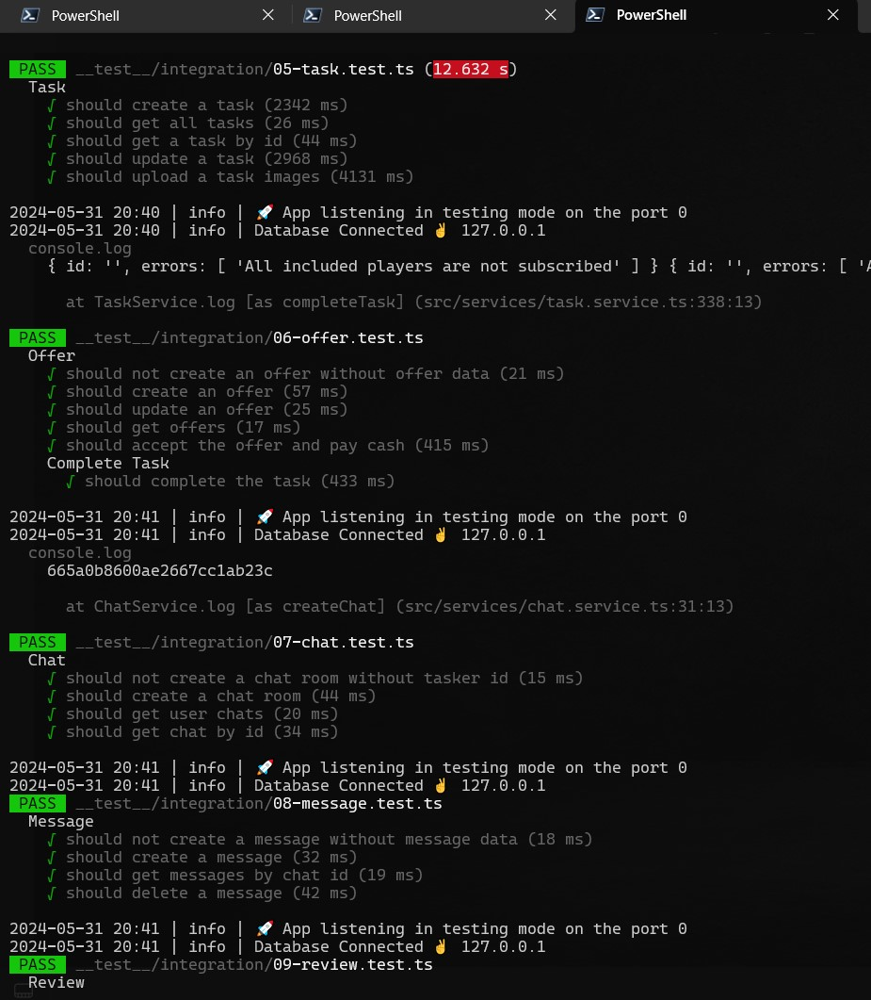 PowerShell
PowerShell
PowerShell
PASS __test__/integration/05-task.test.ts (12.632 s)
Task
√ should create a task (2342 ms)
√ should get all tasks (26 ms)
√ should get a task by id (44 ms)
√ should update a task (2968 ms)
√ should upload a task images (4131 ms)
2024-05-31 20:40 | info | 🚀 App listening in testing mode on the port 0
2024-05-31 20:40 | info | Database Connected ✌ 127.0.0.1
console.log
{ id: '', errors: [ 'All included players are not subscribed' ] } { id: '', errors: [ 'A
at TaskService.log [as completeTask] (src/services/task.service.ts:338:13)
PASS __test__/integration/06-offer.test.ts
Offer
√ should not create an offer without offer data (21 ms)
√ should create an offer (57 ms)
√ should update an offer (25 ms)
√ should get offers (17 ms)
√ should accept the offer and pay cash (415 ms)
Complete Task
√ should complete the task (433 ms)
2024-05-31 20:41 | info | 🚀 App listening in testing mode on the port 0
2024-05-31 20:41 | info | Database Connected ✌ 127.0.0.1
console.log
665a0b8600ae2667cc1ab23c
at ChatService.log [as createChat] (src/services/chat.service.ts:31:13)
PASS __test__/integration/07-chat.test.ts
Chat
√ should not create a chat room without tasker id (15 ms)
√ should create a chat room (44 ms)
√ should get user chats (20 ms)
√ should get chat by id (34 ms)
2024-05-31 20:41 | info | 🚀 App listening in testing mode on the port 0
2024-05-31 20:41 | info | Database Connected ✌ 127.0.0.1
PASS __test__/integration/08-message.test.ts
Message
√ should not create a message without message data (18 ms)
√ should create a message (32 ms)
√ should get messages by chat id (19 ms)
√ should delete a message (42 ms)
2024-05-31 20:41 | info | 🚀 App listening in testing mode on the port 0
2024-05-31 20:41 | info | Database Connected ✌ 127.0.0.1
PASS __test__/integration/09-review.test.ts
Review